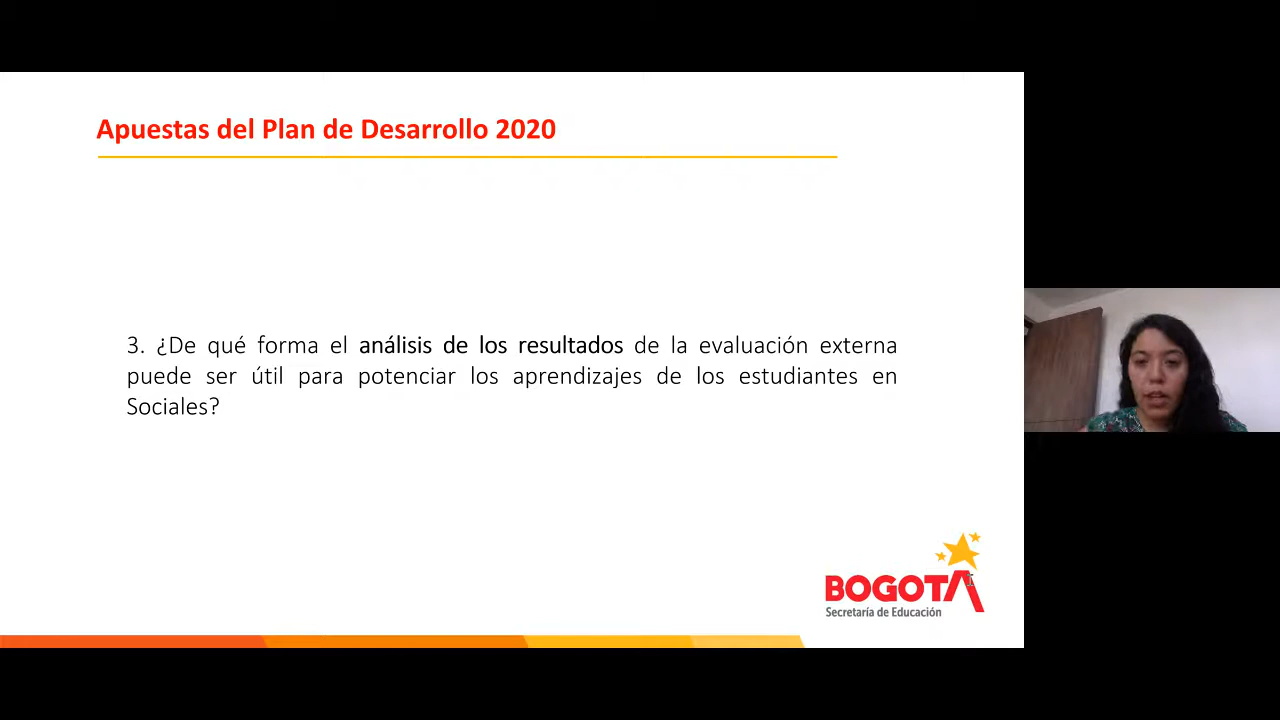 Apuestas del Plan de Desarrollo 2020
3. ¿De qué forma el análisis de los resultados de la evaluación externa
puede ser útil para potenciar los aprendizajes de los estudiantes en
Sociales?
BOGOTA
Secretaría de Educación